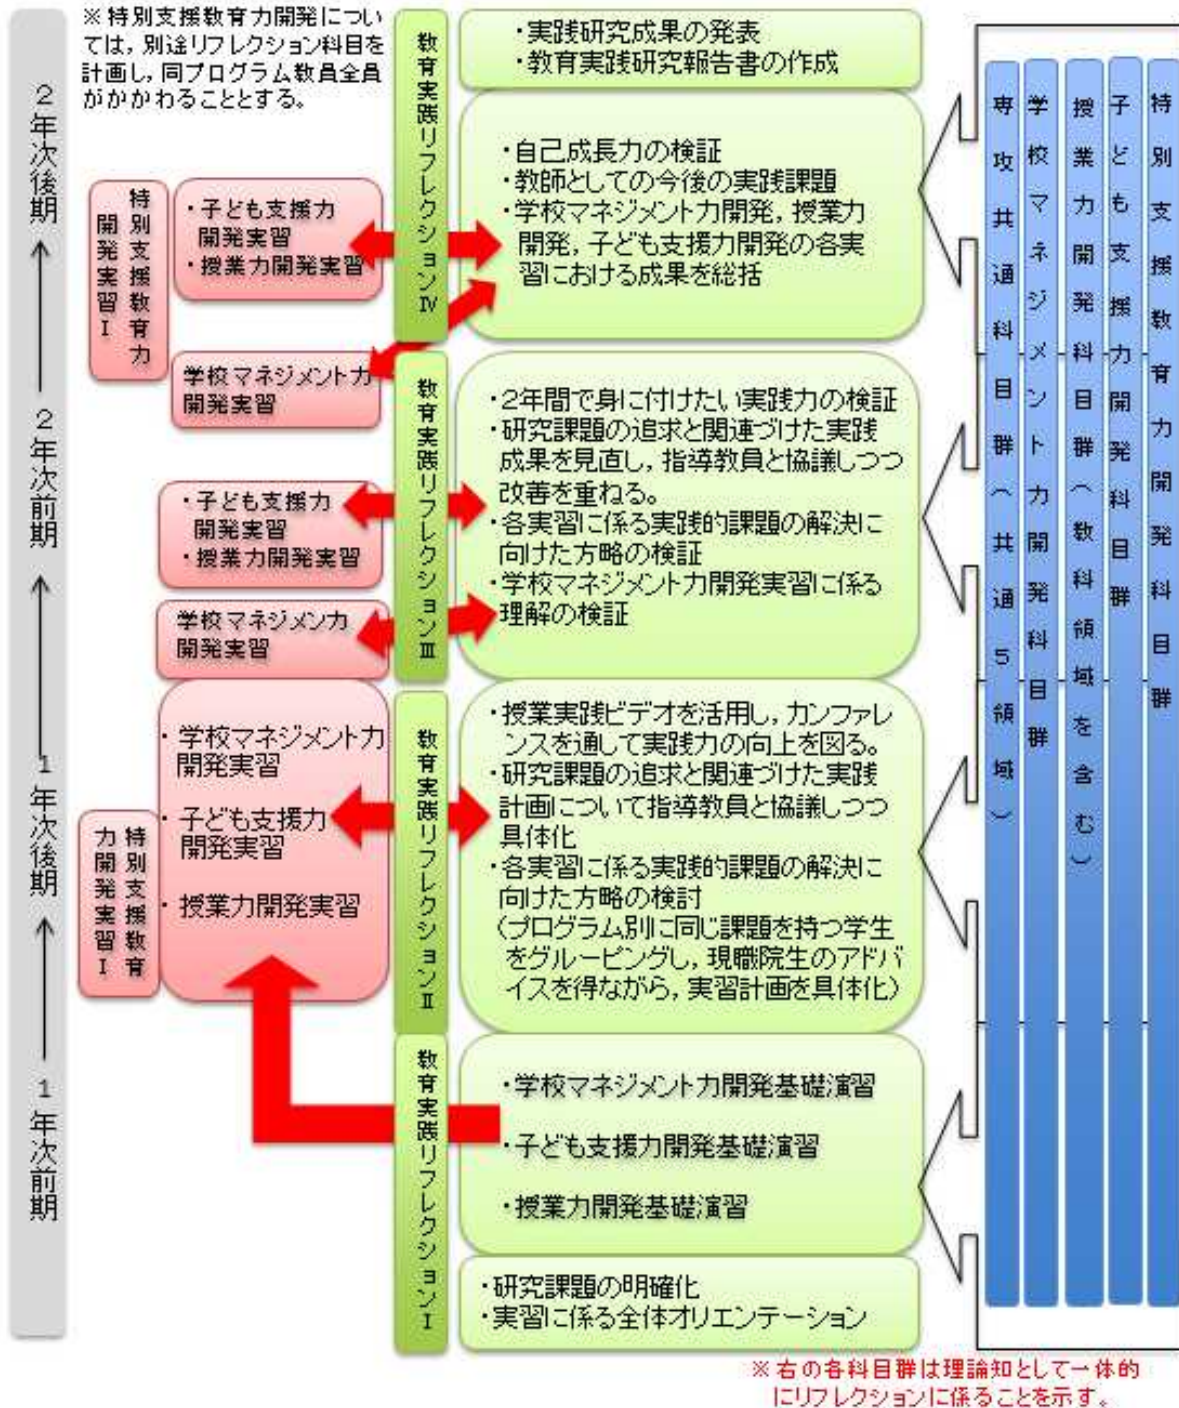 ※特別支援教育力開発につい
ては，別途リフレクション科目を
計画し，同プログラム教員全員
がかかわることとする。
2年次後期
2年次前期
1年次後期
1年次前期
特別支援教育力
開発実習Ⅰ
・子ども支援力
開発実習
・授業力開発実習
学校マネジメント力
開発実習
教育実践リフレクションⅣ
・実践研究成果の発表
・教育実践研究報告書の作成
・自己成長力の検証
・教師としての今後の実践課題
・学校マネジメント力開発，授業力
開発，子ども支援力開発の各実
習における成果を総括
・子ども支援力
開発実習
・授業力開発実習
学校マネジメンカ
開発実習
教育実践リフレクションⅢ
・2年間で身に付けたい実践力の検証
・研究課題の追求と関連づけた実践
成果を見直し，指導教員と協議しつつ
改善を重ねる。
・各実習に係る実践的課題の解決に
向けた方略の検証
・学校マネジメント力開発実習に係る
理解の検証
特別支援教育
力開発実習Ⅰ
・学校マネジメント力
開発実習
・子ども支援力
開発実習
・授業力開発実習
教育実践リフレクションⅡ
・授業実践ビデオを活用し，カンファレ
ンスを通して実践力の向上を図る。
・研究課題の追求と関連づけた実践
計画について指導教員と協議しつつ
具体化
・各実習に係る実践的課題の解決に
向けた方略の検討
（プログラム別に同じ課題を持つ学生
をグルーピングし，現職院生のアドバ
イスを得ながら，実習計画を具体化）
教育実践リフレクションⅠ
・学校マネジメント力開発基礎演習
・子ども支援力開発基礎演習
・授業力開発基礎演習
・研究課題の明確化
・実習に係る全体オリエンテーション
専攻共通科目群（共通5領域）
学校マネジメント力開発科目群
授業力開発科目群（教科領域を含む）
子ども支援力開発科目群
特別支援教育力開発科目群
※右の各科目群は理論知として一体的
にリフレクションに係ることを示す。